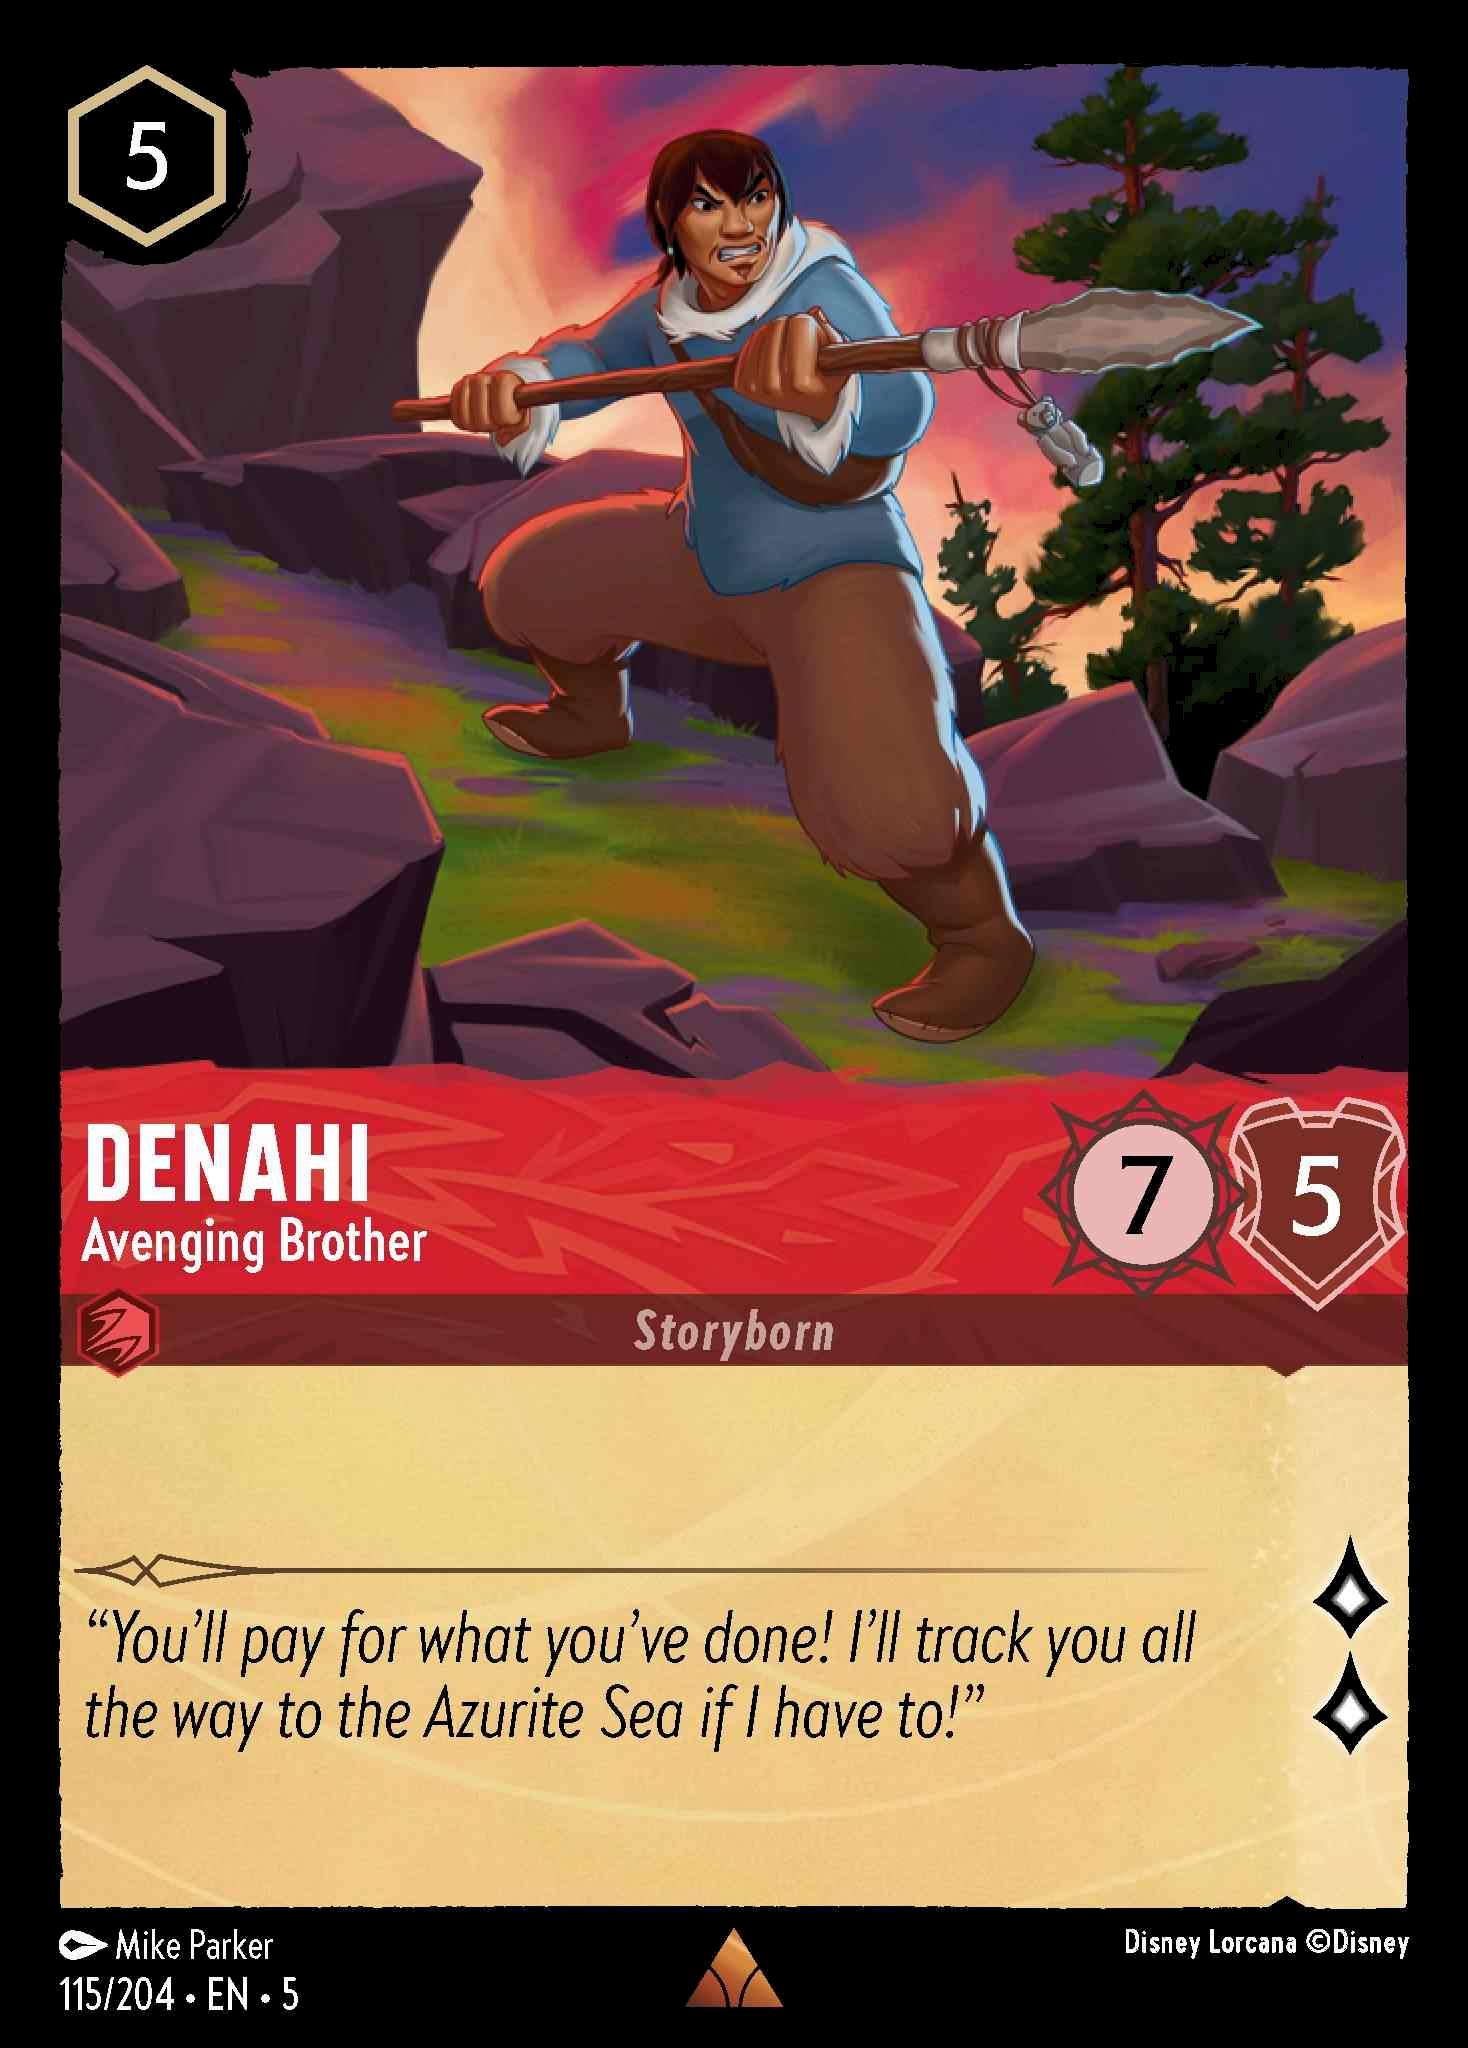 5
DENAHI
Avenging Brother
7
5
Storyborn
“You’ll pay for what you’ve done! I’ll track you all
the way to the Azurite Sea if I have to!”
Mike Parker
Disney Lorcana ©Disney
115/204 • EN • 5